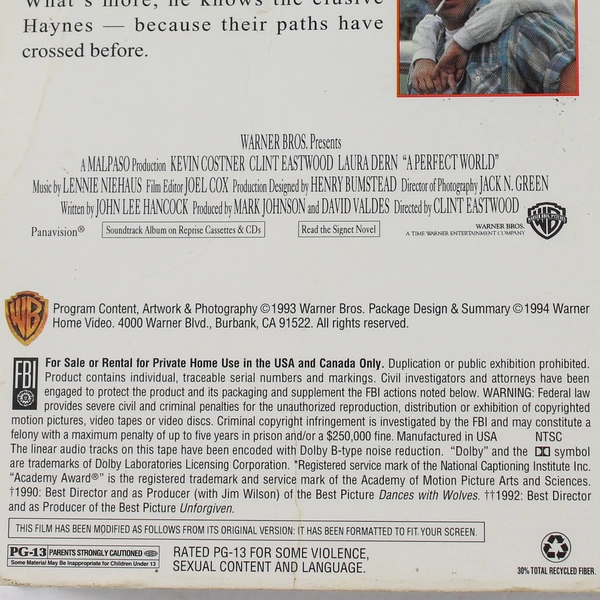 What's more, he knows the elusive
Haynes — because their paths have
crossed before.
WARNER BROS. Presents
A MALPASO Production KEVIN COSTNER CLINT EASTWOOD LAURA DERN “A PERFECT WORLD”
Music by LENNIE NIEHAUS Film Editor JOEL COX Production Designed by HENRY BUMSTEAD Director of Photography JACK N. GREEN
Written by JOHN LEE HANCOCK Produced by MARK JOHNSON and DAVID VALDES Directed by CLINT EASTWOOD
Panavision® Soundtrack Album on Reprise Cassettes & CDs Read the Signet Novel WARNER BROS.
A TIME WARNER ENTERTAINMENT COMPANY
Program Content, Artwork & Photography ©1993 Warner Bros. Package Design & Summary ©1994 Warner
Home Video. 4000 Warner Blvd., Burbank, CA 91522. All rights reserved.
FBI
For Sale or Rental for Private Home Use in the USA and Canada Only. Duplication or public exhibition prohibited.
Product contains individual, traceable serial numbers and markings. Civil investigators and attorneys have been
engaged to protect the product and its packaging and supplement the FBI actions noted below. WARNING: Federal law
provides severe civil and criminal penalties for the unauthorized reproduction, distribution or exhibition of copyrighted
motion pictures, video tapes or video discs. Criminal copyright infringement is investigated by the FBI and may constitute a
felony with a maximum penalty of up to five years in prison and/or a $250,000 fine. Manufactured in USA NTSC
The linear audio tracks on this tape have been encoded with Dolby B-type noise reduction. “Dolby” and the symbol
are trademarks of Dolby Laboratories Licensing Corporation. *Registered service mark of the National Captioning Institute Inc.
“Academy Award®” is the registered trademark and service mark of the Academy of Motion Picture Arts and Sciences.
†1990: Best Director and as Producer (with Jim Wilson) of the Best Picture Dances with Wolves. ††1992: Best Director
and as Producer of the Best Picture Unforgiven.
THIS FILM HAS BEEN MODIFIED AS FOLLOWS FROM ITS ORIGINAL VERSION: IT HAS BEEN FORMATTED TO FIT YOUR SCREEN.
PG-13 PARENTS STRONGLY CAUTIONED
Some Material May Be Inappropriate for Children Under 13
RATED PG-13 FOR SOME VIOLENCE,
SEXUAL CONTENT AND LANGUAGE.
30% TOTAL RECYCLED FIBER.